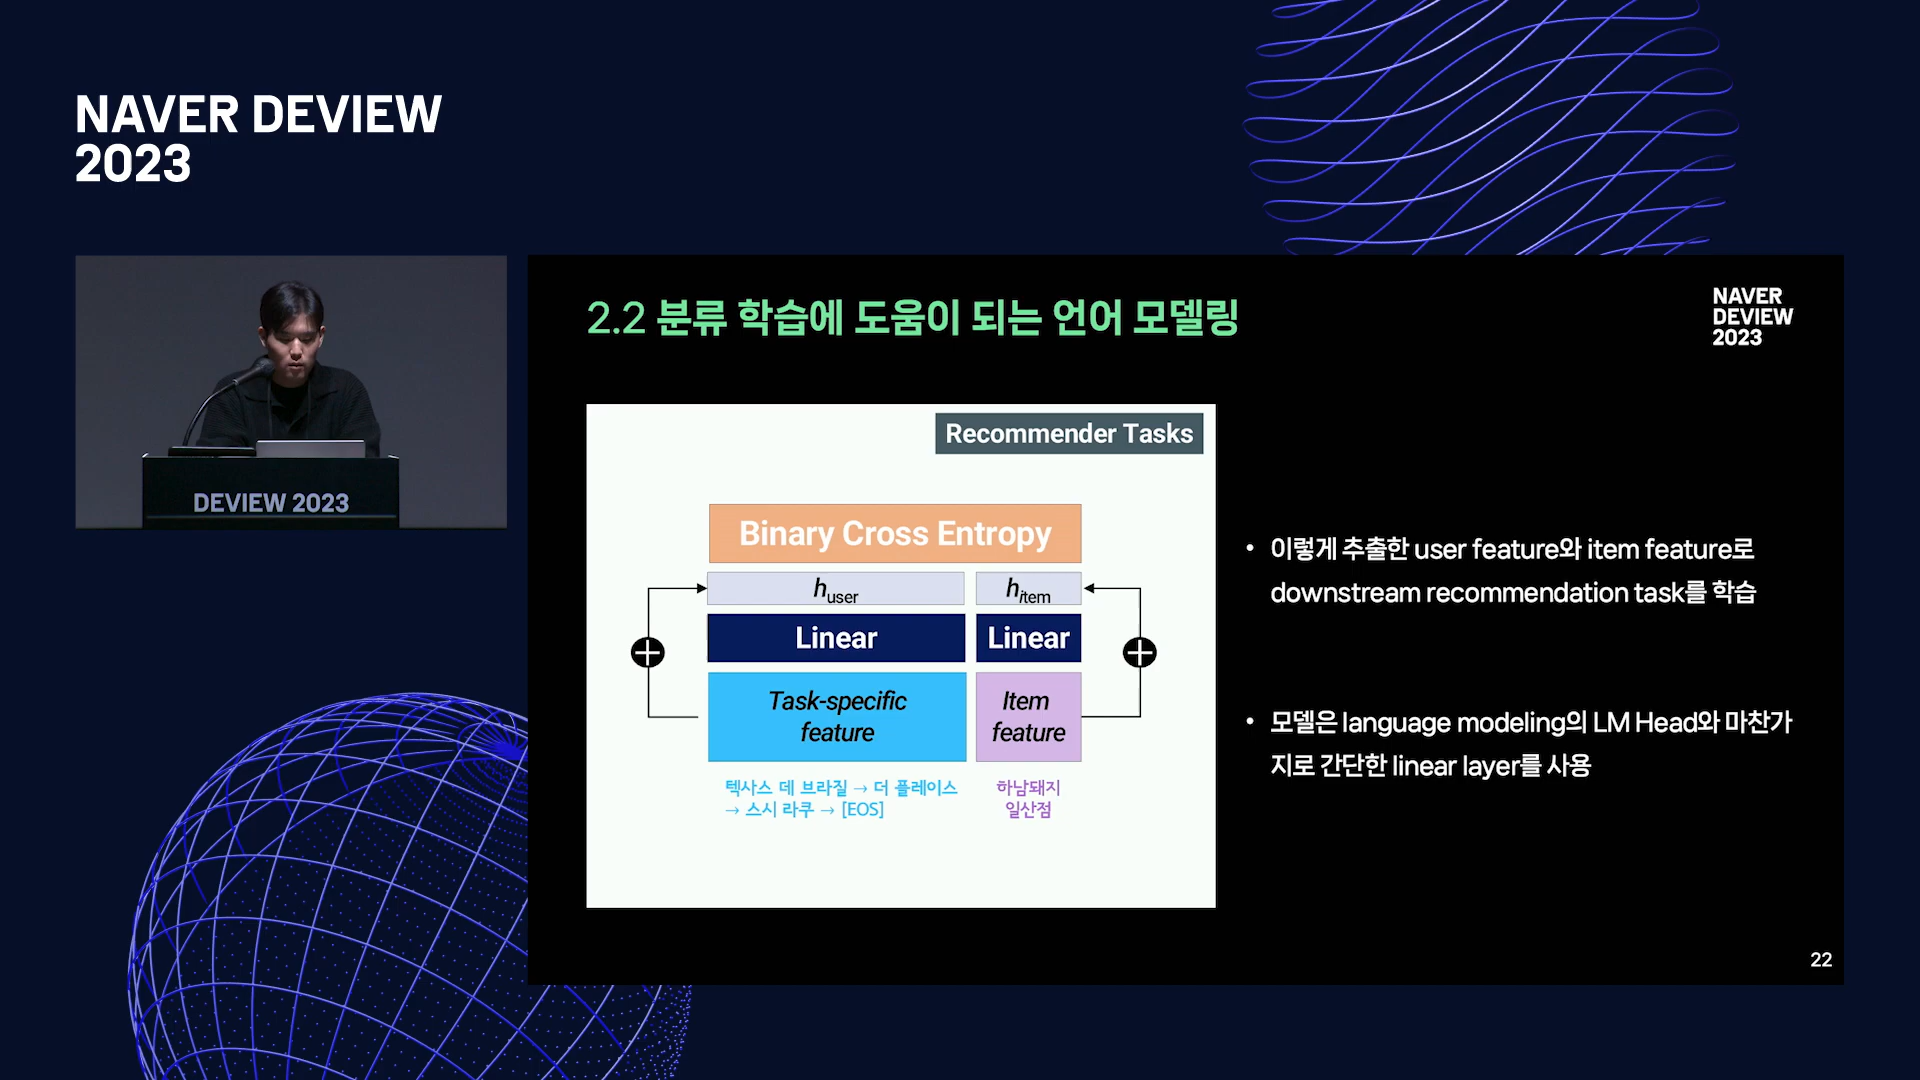 NAVER DEVIEW
2023
DEVIEW 2023
2.2 분류 학습에 도움이 되는 언어 모델링
NAVER
DEVIEW
2023
Recommender Tasks
Binary Cross Entropy
huser
hitem
Linear
Linear
Task-specific
feature
Item
feature
텍사스 데 브라질 → 더 플레이스
→ 스시 라쿠 → [EOS]
하남돼지
일산점
• 이렇게 추출한 user feature와 item feature로
downstream recommendation task를 학습
• 모델은 language modeling의 LM Head와 마찬가
지로 간단한 linear layer를 사용
22